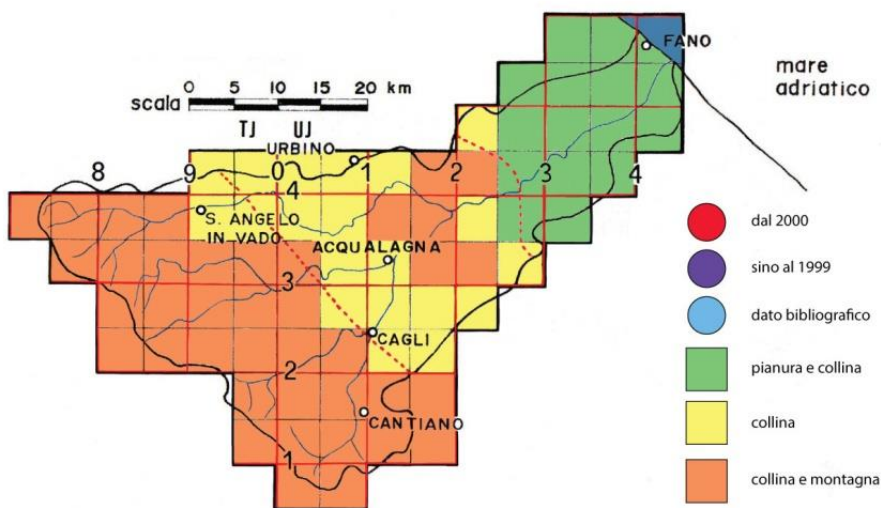 FANO
mare
adriatico
0 5 10 15 20 km
scala
TJ UJ
URBINO
8 9 0 1 2 3 4
4
S. ANGELO
IN VADO
ACQUALAGNA
3
CAGLI
2
CANTIANO
1
dal 2000
sino al 1999
dato bibliografico
pianura e collina
collina
collina e montagna